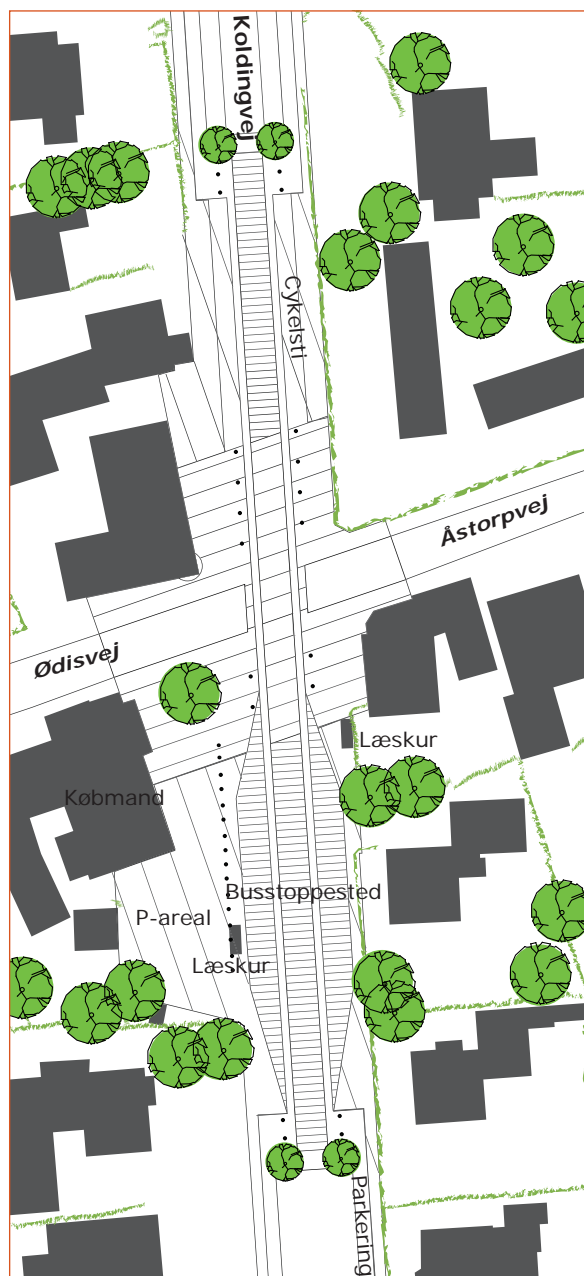 Koldingvej
Cykelsti
Åstorpvej
Ødisvej
Læskur
Købmand
Busstoppested
P-areal
Læskur
Parkering